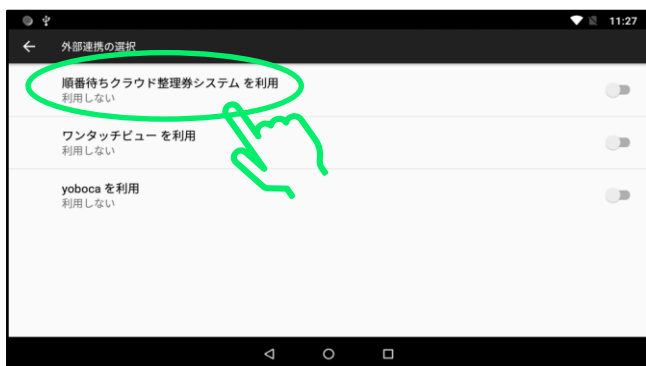 11:27
外部連携の選択
順番待ちクラウド整理券システム を利用
利用しない
ワンタッチビュー を利用
利用しない
yoboca を利用
利用しない